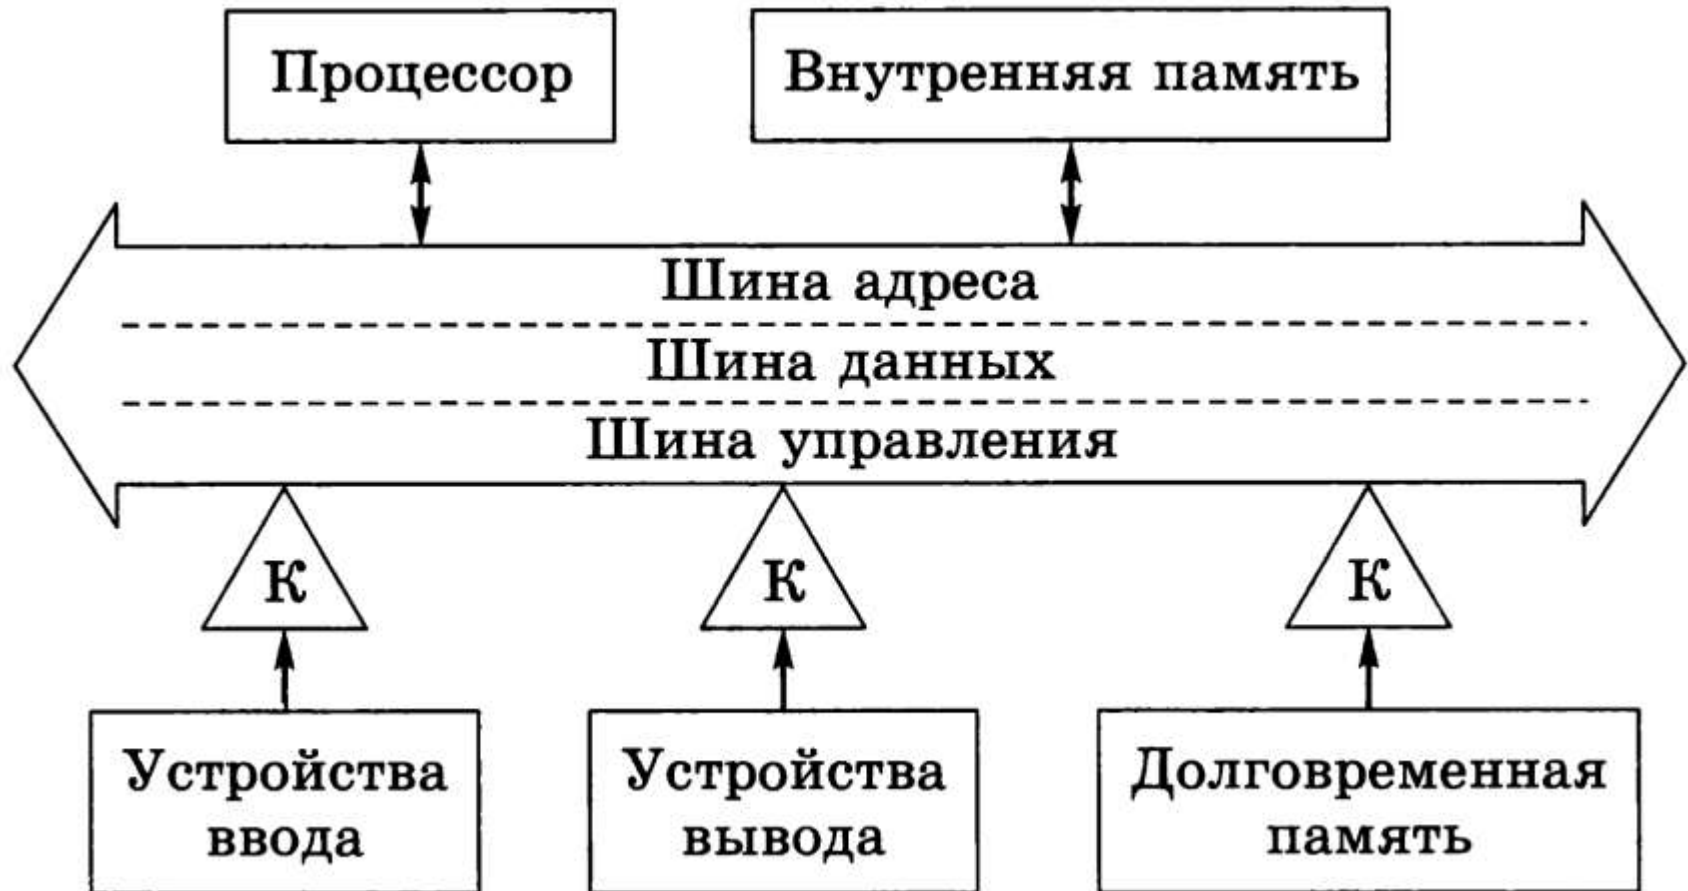 Процессор
Внутренняя память
Шина адреса
Шина данных
Шина управления
К
К
К
Устройства
ввода
Устройства
вывода
Долговременная
память